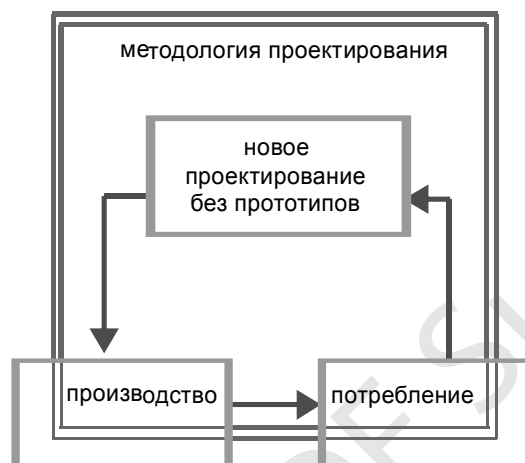 методология проектирования
новое
проектирование
без прототипов
производство
потребление